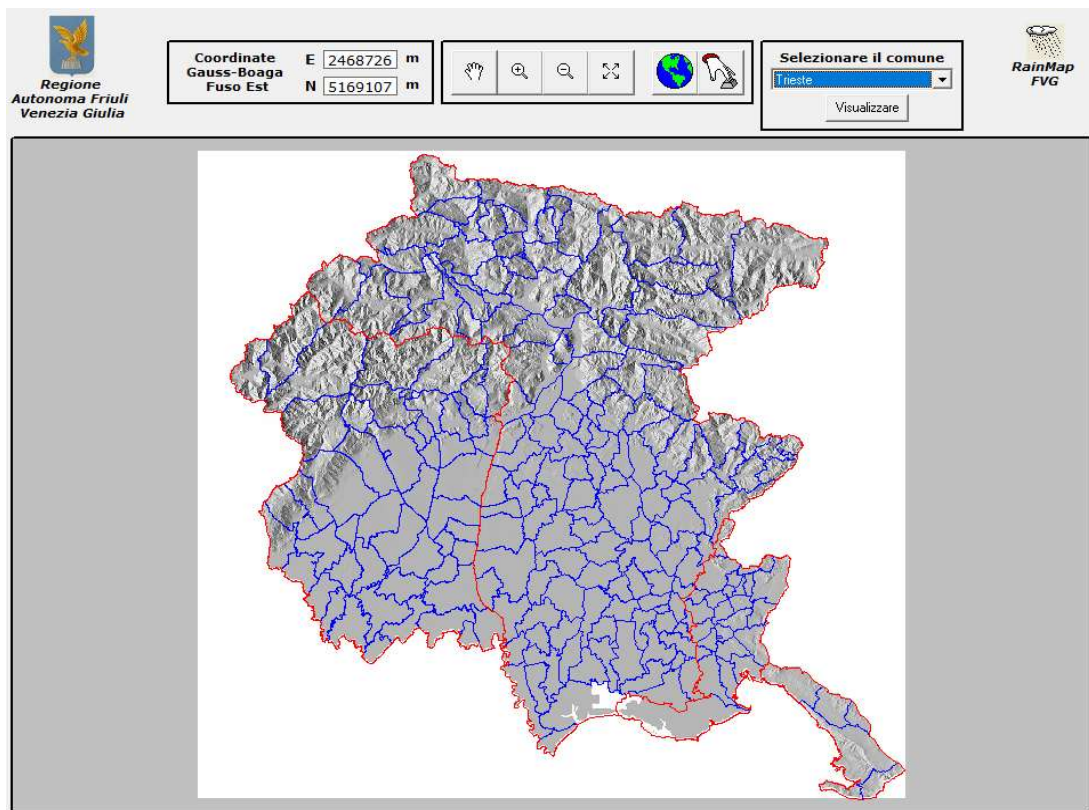 Regione
Autonoma Friuli
Venezia Giulia
Coordinate
Gauss-Boaga
Fuso Est
E 2468726 m
N 5169107 m
Selezionare il comune
Trieste
Visualizzare
RainMap
FVG